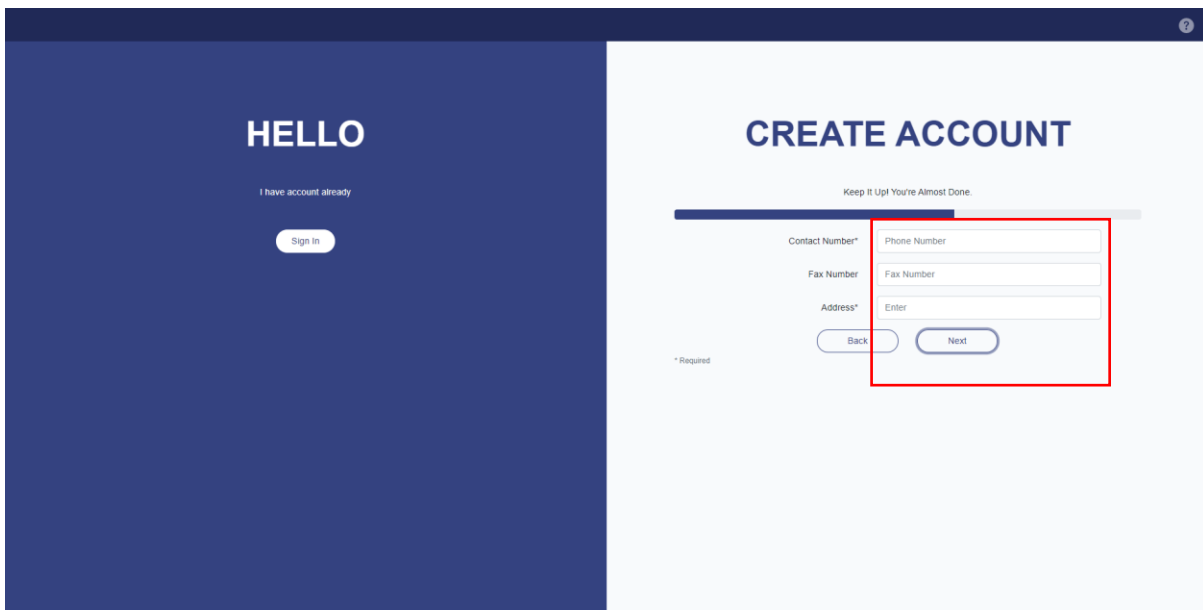 ?
HELLO
I have account already
Sign In
CREATE ACCOUNT
Keep It Up! You're Almost Done.
Contact Number* Phone Number
Fax Number Fax Number
Address* Enter
Back Next
* Required